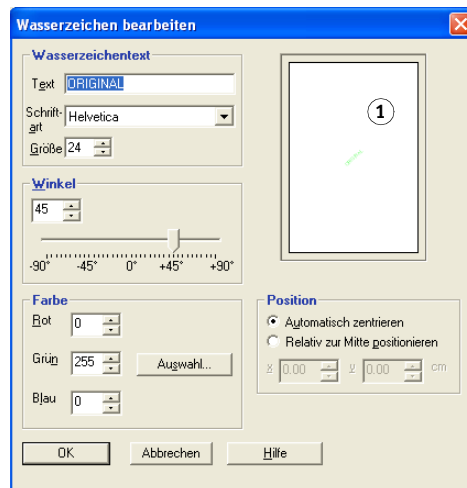 Wasserzeichen bearbeiten
Wasserzeichentext
Text ORIGINAL
Schrift-
art Helvetica
Größe 24
1
Winkel
45
-90° -45° 0° +45° +90°
Farbe
Rot 0
Grün 255 Auswahl...
Blau 0
Position
Automatisch zentrieren
Relativ zur Mitte positionieren
x 0.00 y 0.00 cm
OK Abbrechen Hilfe